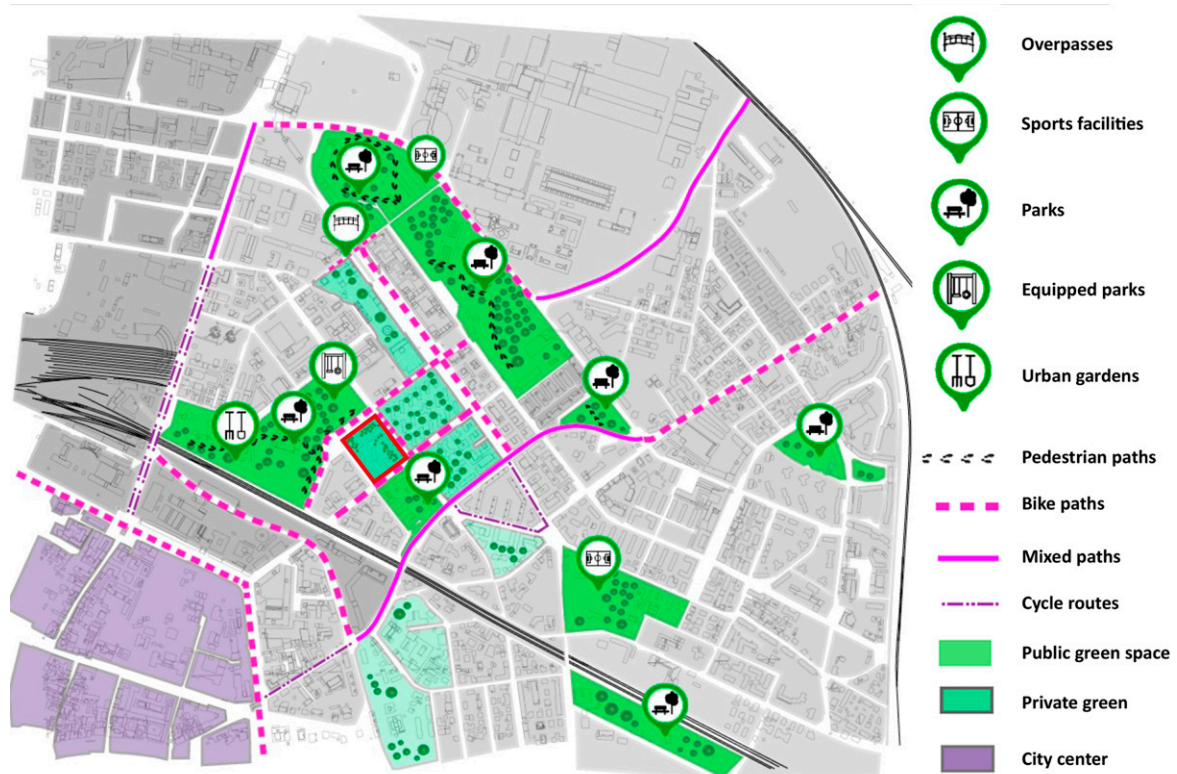 Overpasses
Sports facilities
Parks
Equipped parks
Urban gardens
Pedestrian paths
Bike paths
Mixed paths
Cycle routes
Public green space
Private green
City center